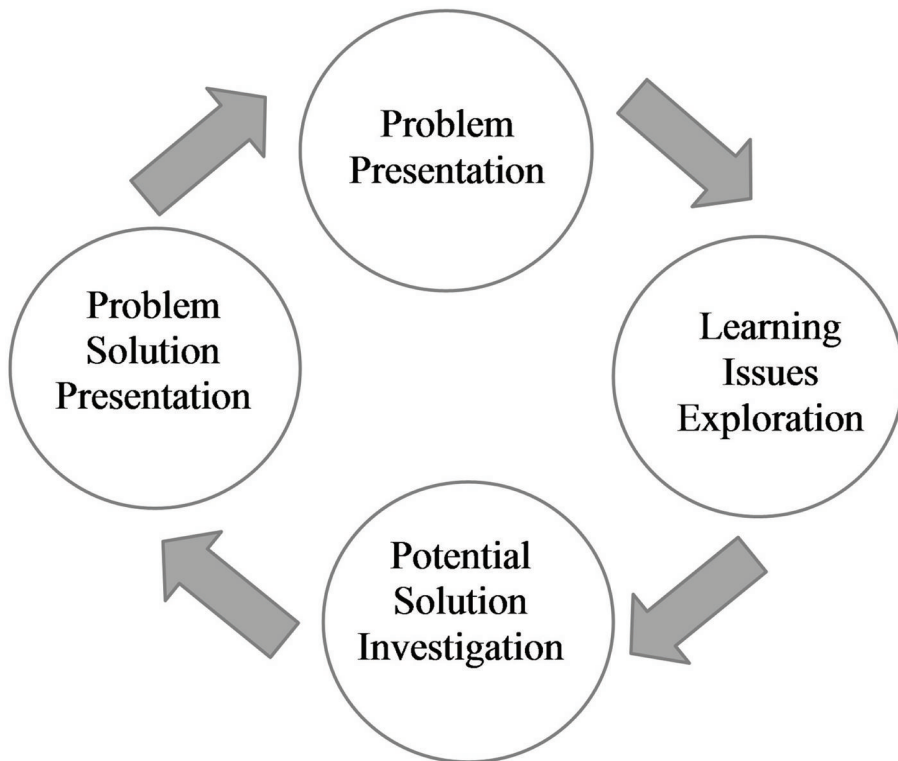 Problem
Presentation
Learning
Issues
Exploration
Potential
Solution
Investigation
Problem
Solution
Presentation